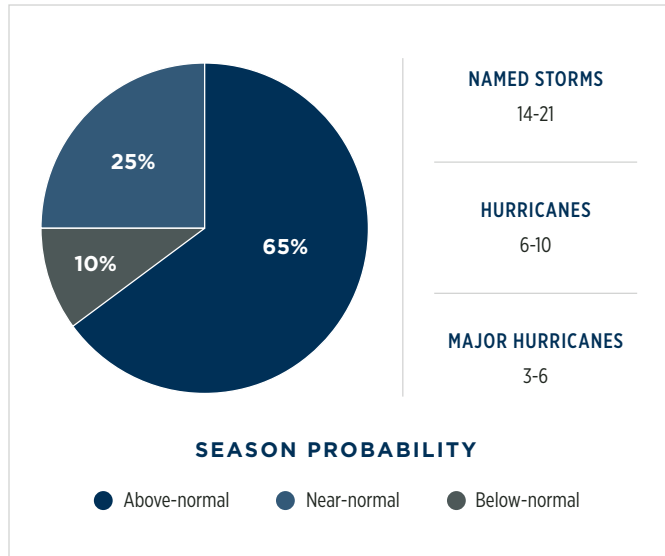 25%
10%
65%
NAMED STORMS
14-21
HURRICANES
6-10
MAJOR HURRICANES
3-6
SEASON PROBABILITY
Above-normal
Near-normal
Below-normal